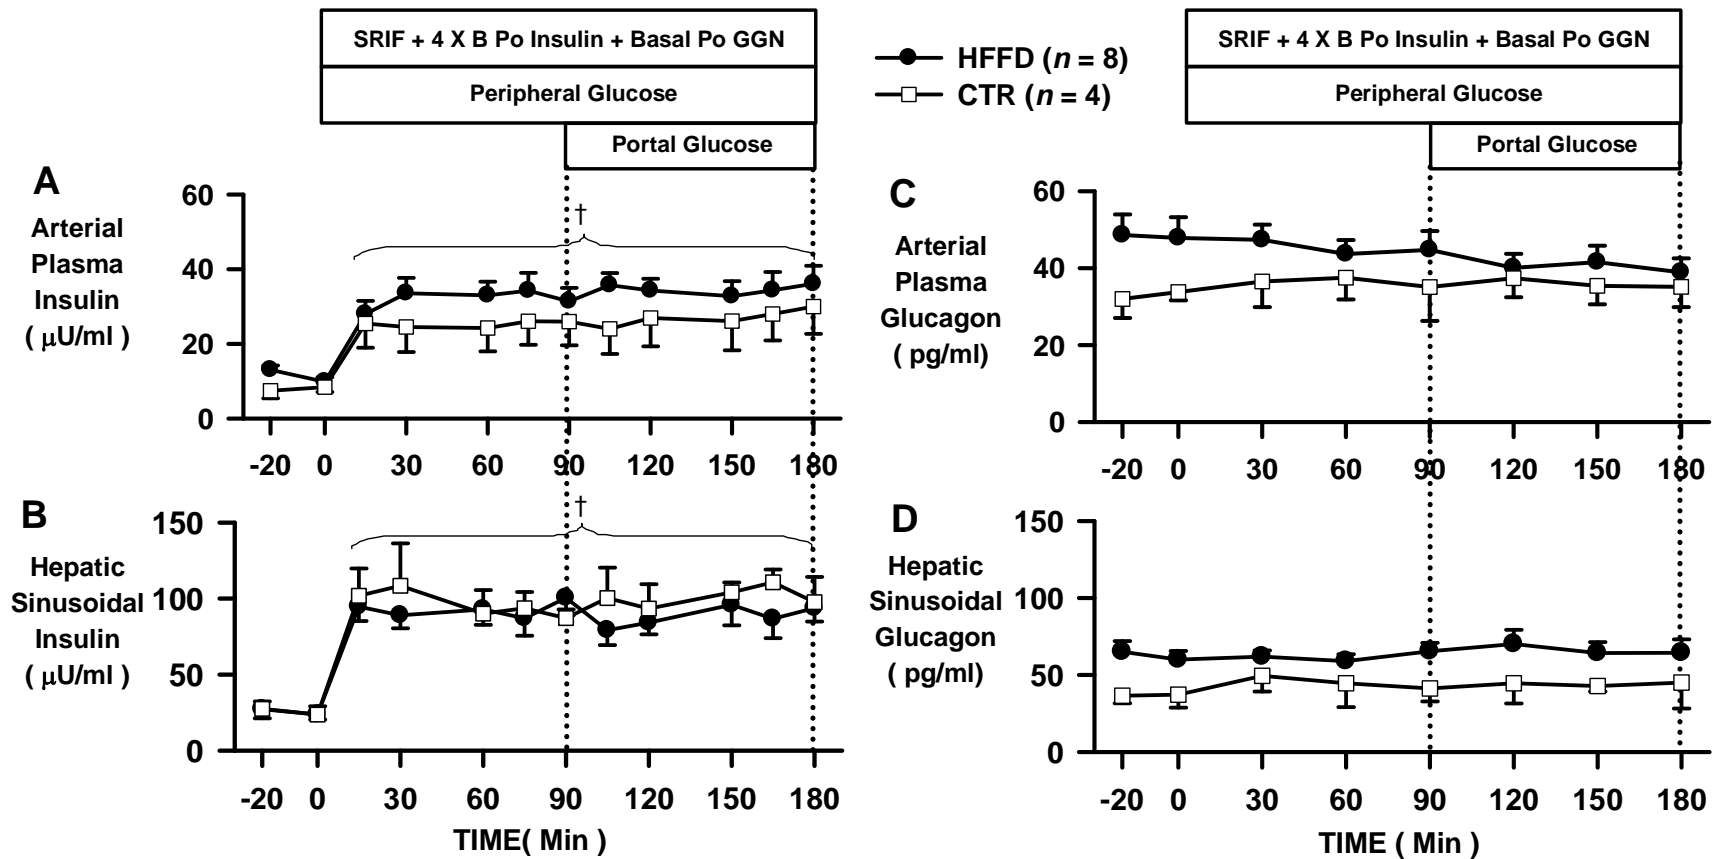 SRIF + 4 X B Po Insulin + Basal Po GGN
Peripheral Glucose
Portal Glucose
HFFD (n = 8)
CTR (n = 4)
SRIF + 4 X B Po Insulin + Basal Po GGN
Peripheral Glucose
Portal Glucose
A
Arterial
Plasma
Insulin
( μU/ml )
60
40
20
0
†
-20 0 30 60 90 120 150 180
B
Hepatic
Sinusoidal
Insulin
( μU/ml )
150
100
50
0
†
-20 0 30 60 90 120 150 180
TIME( Min )
C
Arterial
Plasma
Glucagon
( pg/ml)
60
40
20
0
-20 0 30 60 90 120 150 180
D
Hepatic
Sinusoidal
Glucagon
( pg/ml)
150
100
50
0
-20 0 30 60 90 120 150 180
TIME ( Min )